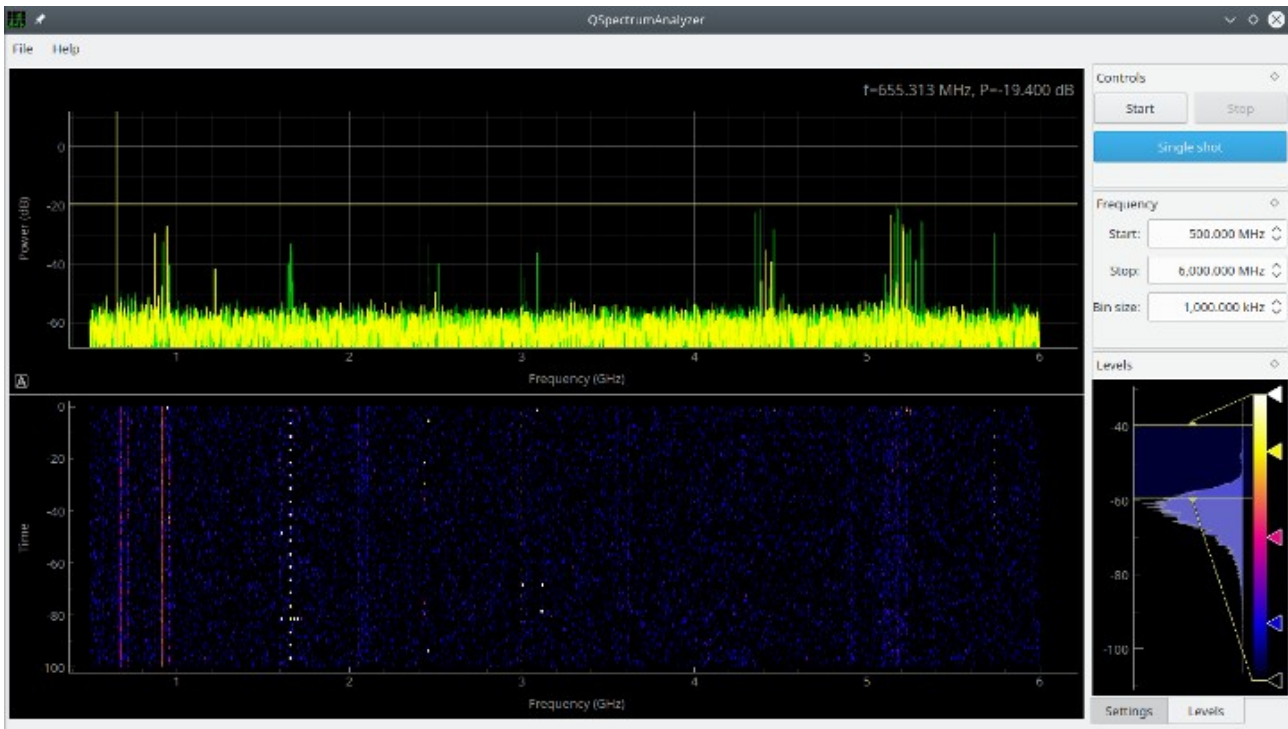 QSpectrumAnalyzer
File Help
f=655.313 MHz, P=-19.400 dB
0
-20
-40
-60
Power (dB)
1 2 3 4 5 6
Frequency (GHz)
A
0
-20
-40
-60
-80
100
Time
1 2 3 4 5 6
Frequency (GHz)
Controls
Start Stop
Single shot
Frequency
Start: 500.000 MHz
Stop: 6,000.000 MHz
Bin size: 1,000.000 kHz
Levels
-40
-60
-80
-100
Settings Levels